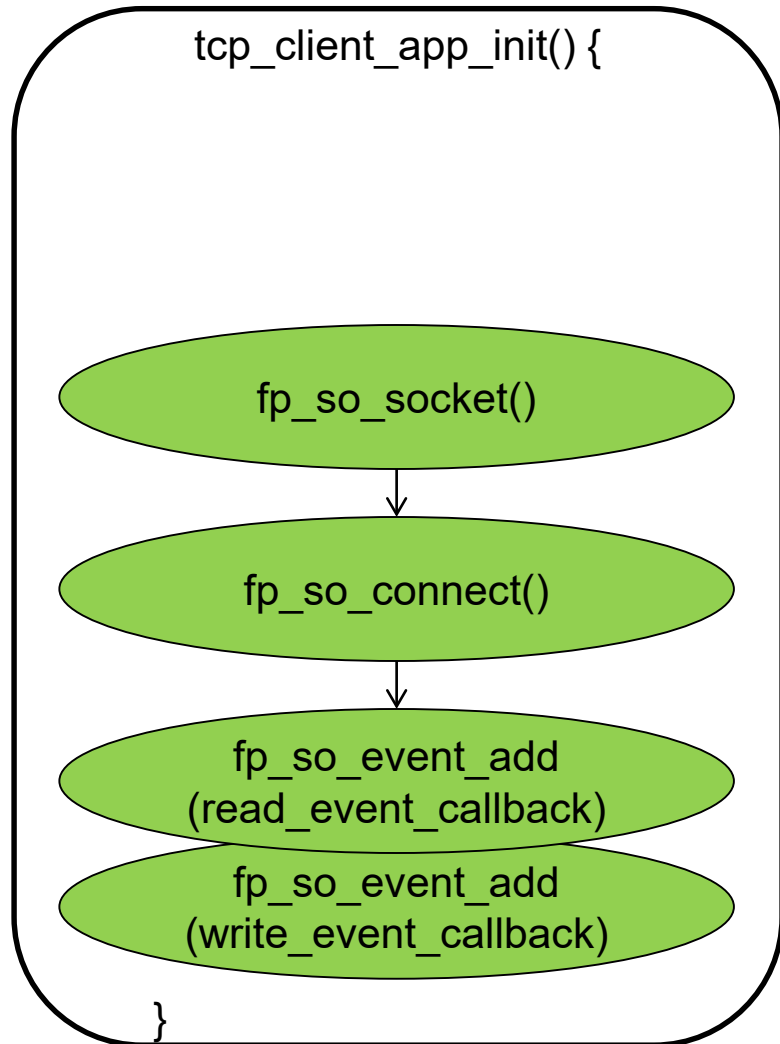 tcp_client_app_init() {
fp_so_socket()
fp_so_connect()
fp_so_event_add
(read_event_callback)
fp_so_event_add
(write_event_callback)
}